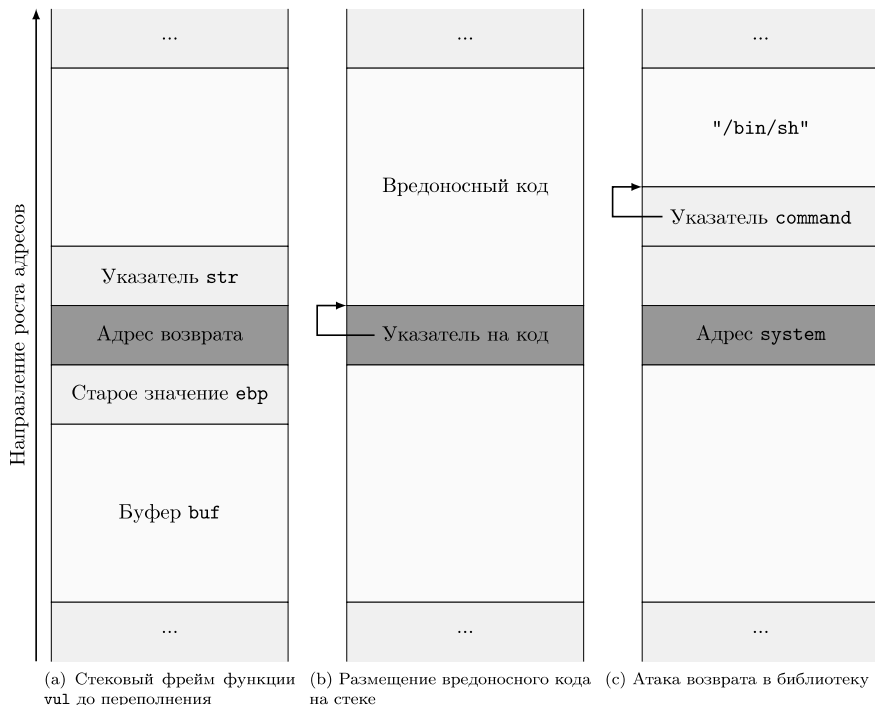 Направление роста адресов
...
Указатель str
Адрес возврата
Старое значение ebp
Буфер buf
...
(a) Стековый фрейм функции
vul до переполнения
...
Вредоносный код
Указатель на код
...
(b) Размещение вредоносного кода
на стеке
...
"/bin/sh"
Указатель command
Адрес system
...
(c) Атака возврата в библиотеку